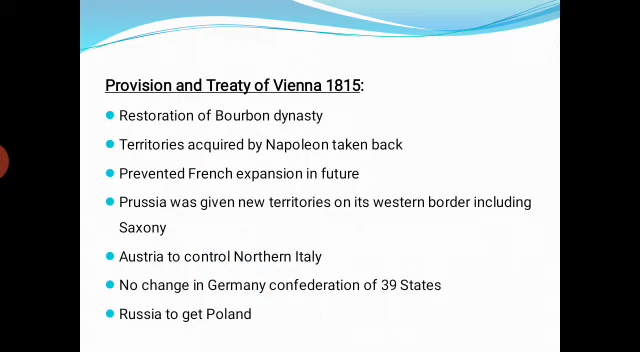 Provision and Treaty of Vienna 1815:
Restoration of Bourbon dynasty
Territories acquired by Napoleon taken back
Prevented French expansion in future
Prussia was given new territories on its western border including
Saxony
Austria to control Northern Italy
No change in Germany confederation of 39 States
Russia to get Poland